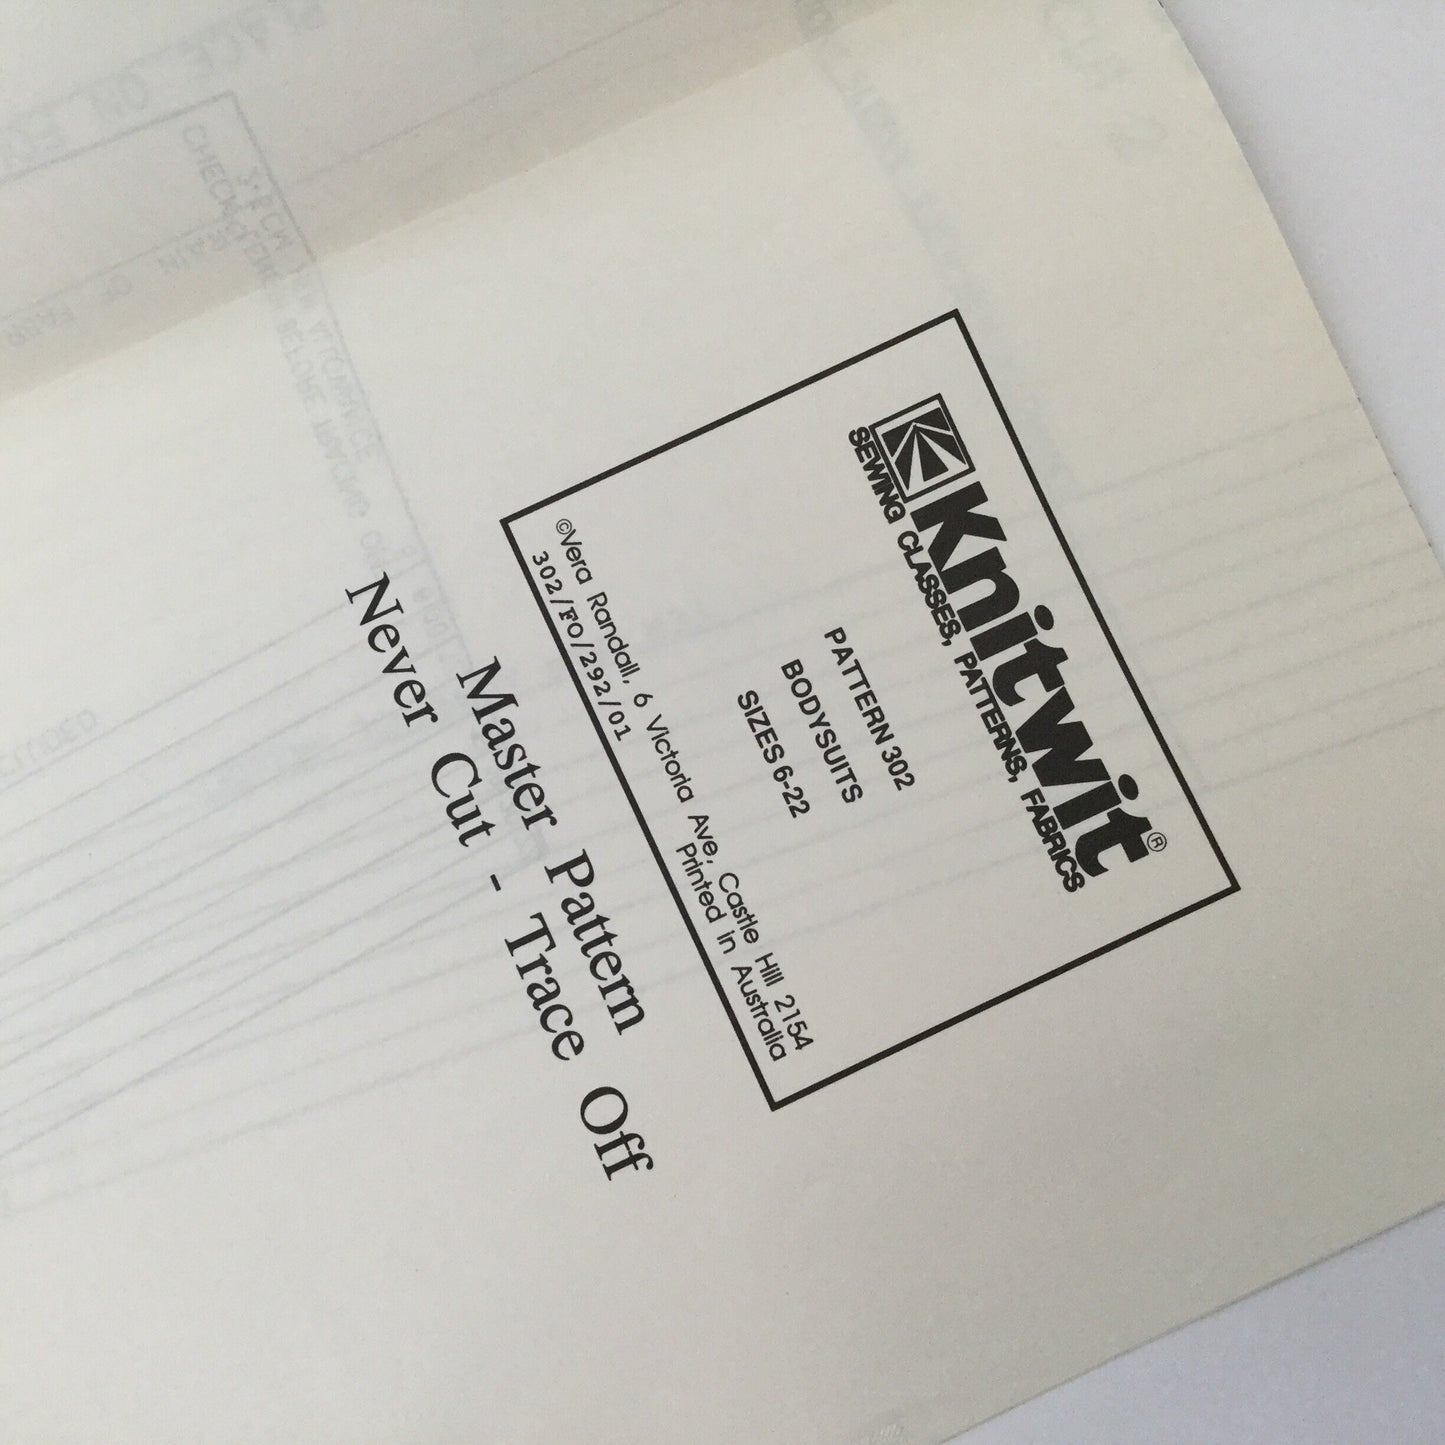 Knitwit®
SEWING CLASSES, PATTERNS, FABRICS
PATTERN 302
BODYSUITS
SIZES 6-22
©Vera Randall, 6 Victoria Ave, Castle Hill 2154
302/FO/292/01 Printed in Australia
Master Pattern
Never Cut - Trace Off